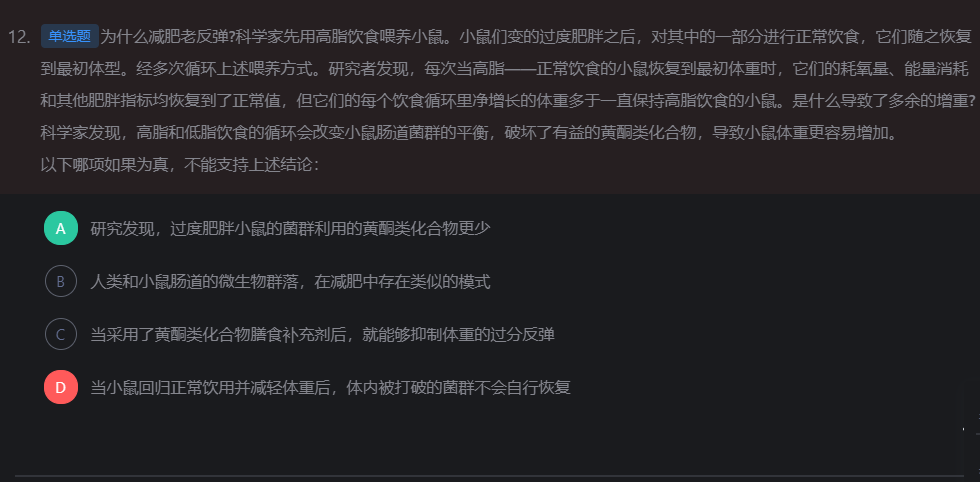 12. 单选题 为什么减肥老反弹?科学家先用高脂饮食喂养小鼠。小鼠们变的过度肥胖之后，对其中的一部分进行正常饮食，它们随之恢复
到最初体型。经多次循环上述喂养方式。研究者发现，每次当高脂——正常饮食的小鼠恢复到最初体重时，它们的耗氧量、能量消耗
和其他肥胖指标均恢复到了正常值，但它们的每个饮食循环里净增长的体重多于一直保持高脂饮食的小鼠。是什么导致了多余的增重?
科学家发现，高脂和低脂饮食的循环会改变小鼠肠道菌群的平衡，破坏了有益的黄酮类化合物，导致小鼠体重更容易增加。
以下哪项如果为真，不能支持上述结论：
A 研究发现，过度肥胖小鼠的菌群利用的黄酮类化合物更少
B 人类和小鼠肠道的微生物群落，在减肥中存在类似的模式
C 当采用了黄酮类化合物膳食补充剂后，就能够抑制体重的过分反弹
D 当小鼠回归正常饮用并减轻体重后，体内被打破的菌群不会自行恢复